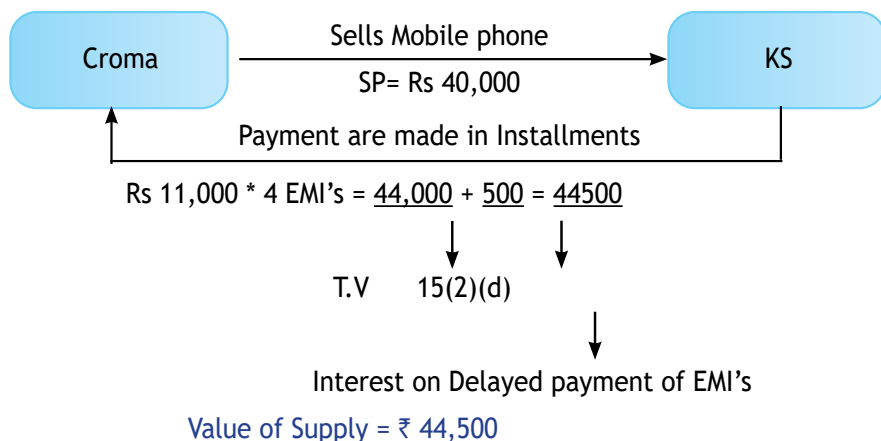 Croma
Sells Mobile phone
SP= Rs 40,000
KS
Payment are made in Installments
Rs 11,000 * 4 EMI's = 44,000 + 500 = 44500
T.V 15(2)(d)
Interest on Delayed payment of EMI's
Value of Supply = ₹ 44,500